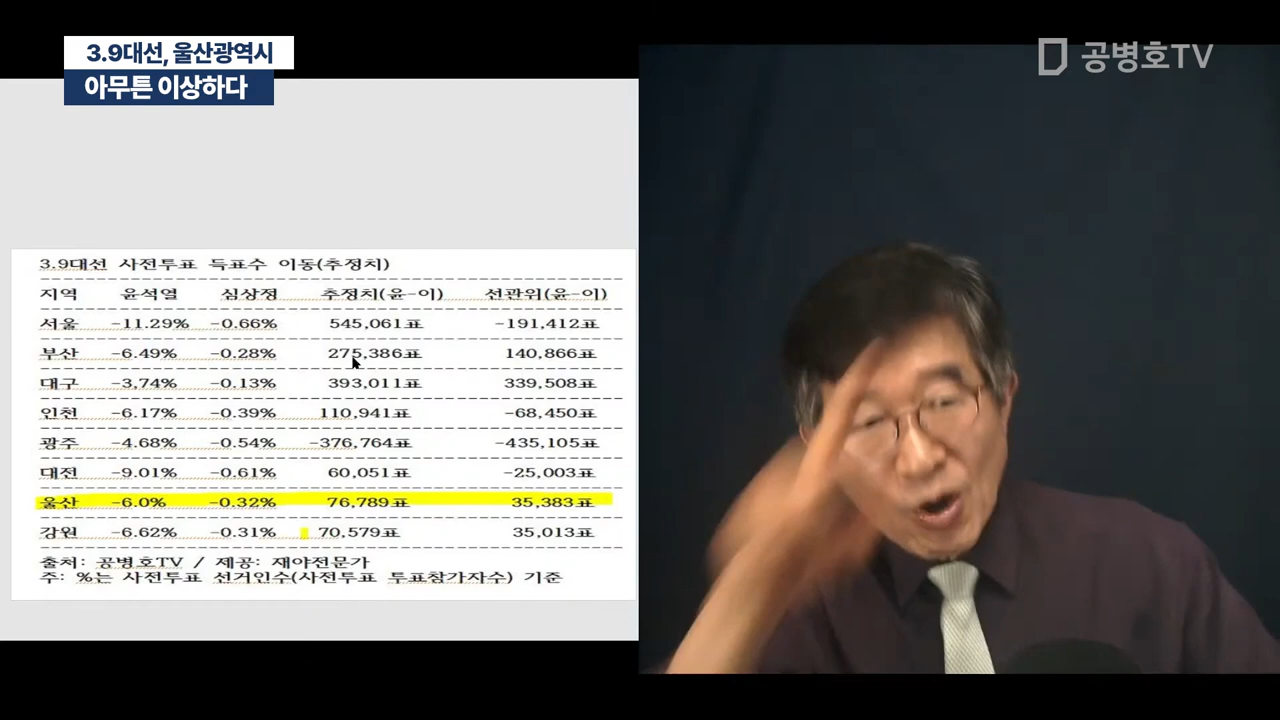 3.9대선, 울산광역시
아무튼 이상하다
공병호TV
3.9대선 사전투표 득표수 이동(추정치)
지역 윤석열 심상정 추정치(윤-이) 선관위(윤-이)
서울 -11.29% -0.66% 545,061표 -191,412표
부산 -6.49% -0.28% 275,386표 140,866표
대구 -3,74% -0.13% 393,011표 339,508표
인천 -6.17% -0.39% 110,941표 -68,450표
광주 -4.68% -0.54% -376,764표 -435,105표
대전 -9.01% -0.61% 60,051표 -25,003표
울산 -6.0% -0.32% 76,789표 35,383표
강원 -6.62% -0.31% 70,579표 35,013표
출처: 공병호TV / 제공: 재야전문가
주: %는 사전투표 선거인수(사전투표 투표참가자수) 기준